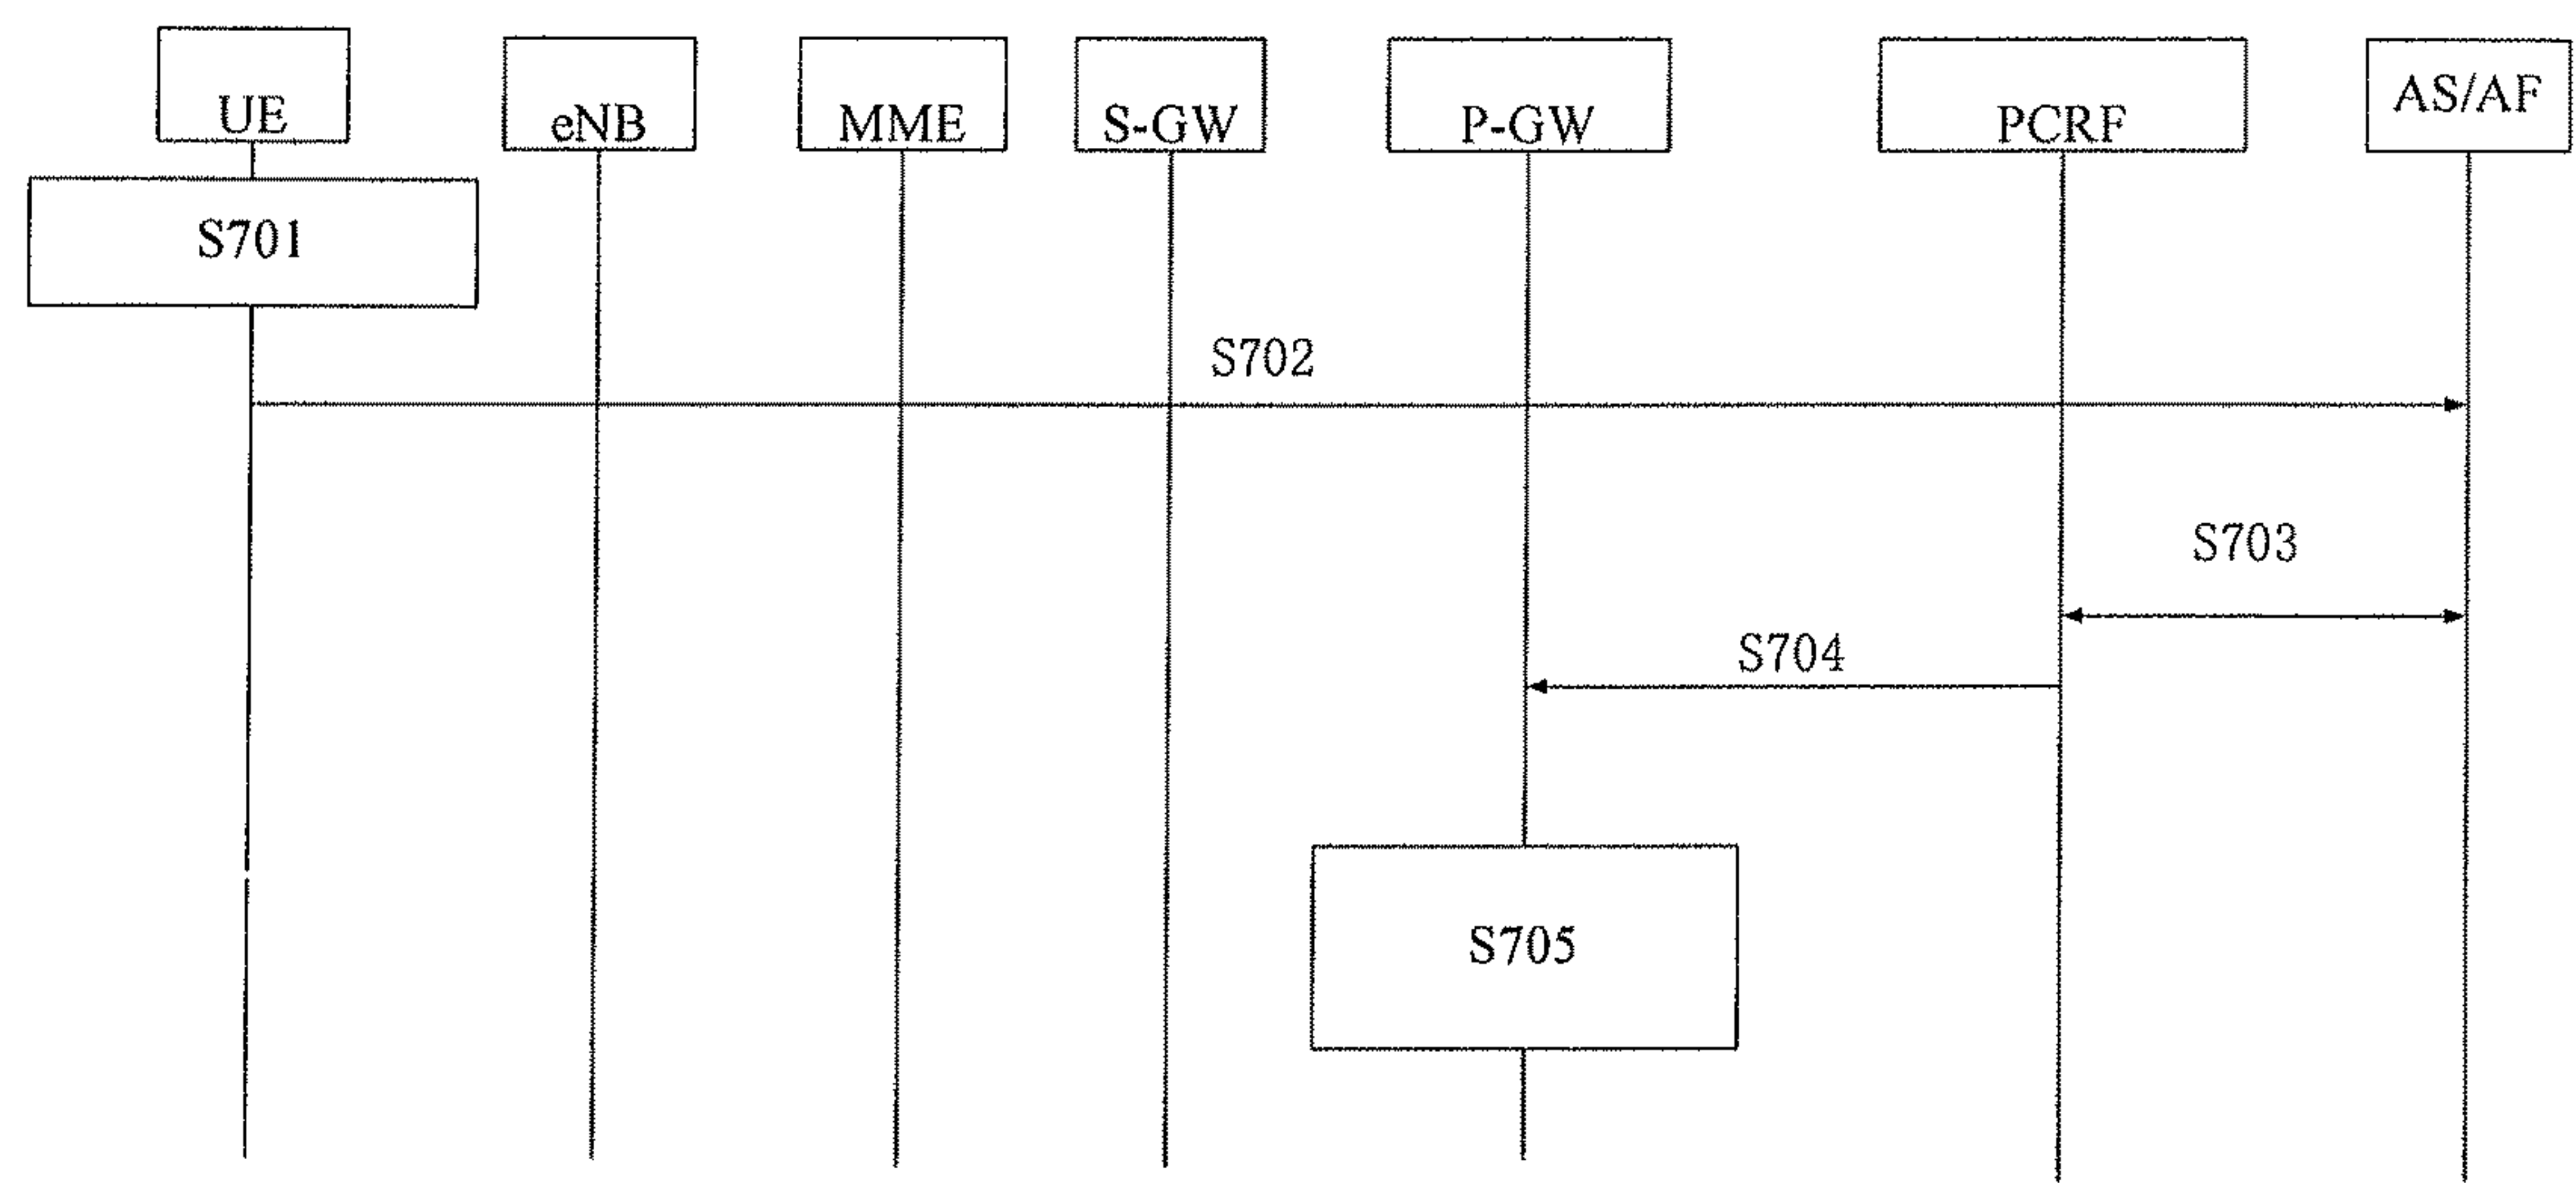 UE eNB MME S-GW P-GW PCRF AS/AF
S701
S702
S703
S704
S705